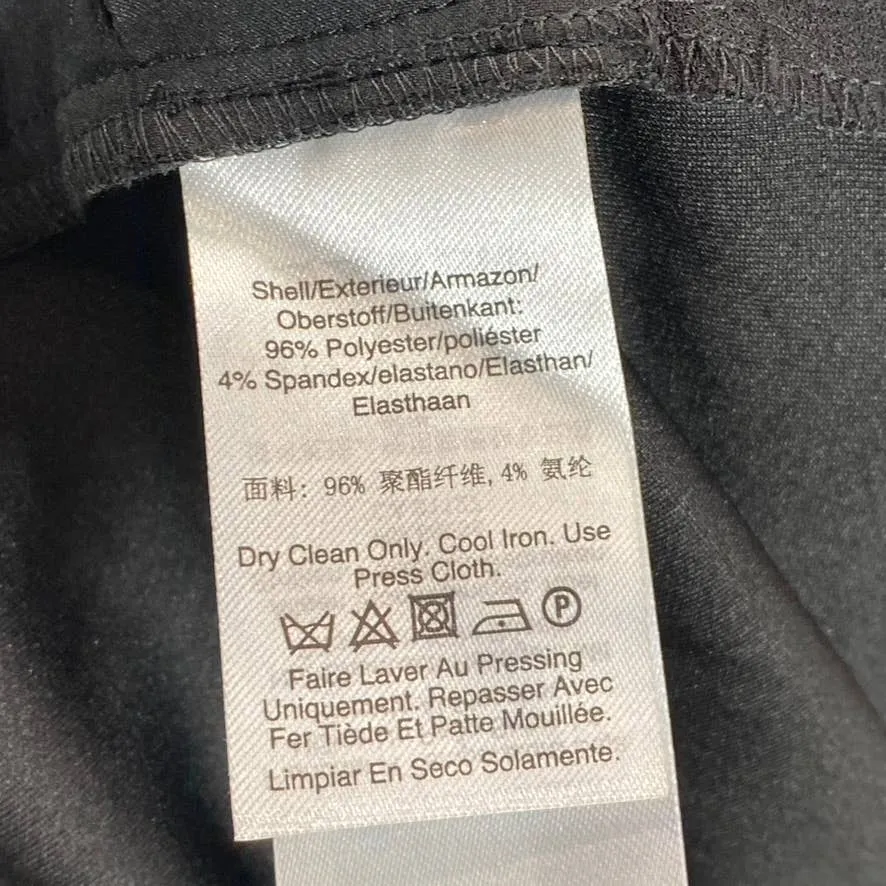 Shell/Exterieur/Armazon/
Oberstoff/Buitenkant:
96% Polyester/poliéster
4% Spandex/elastano/Elasthan/
Elasthaan
面料: 96% 聚酯纤维, 4% 氨纶
Dry Clean Only. Cool Iron. Use
Press Cloth.
P
Faire Laver Au Pressing
Uniquement. Repasser Avec
Fer Tiède Et Patte Mouillée.
Limpiar En Seco Solamente.